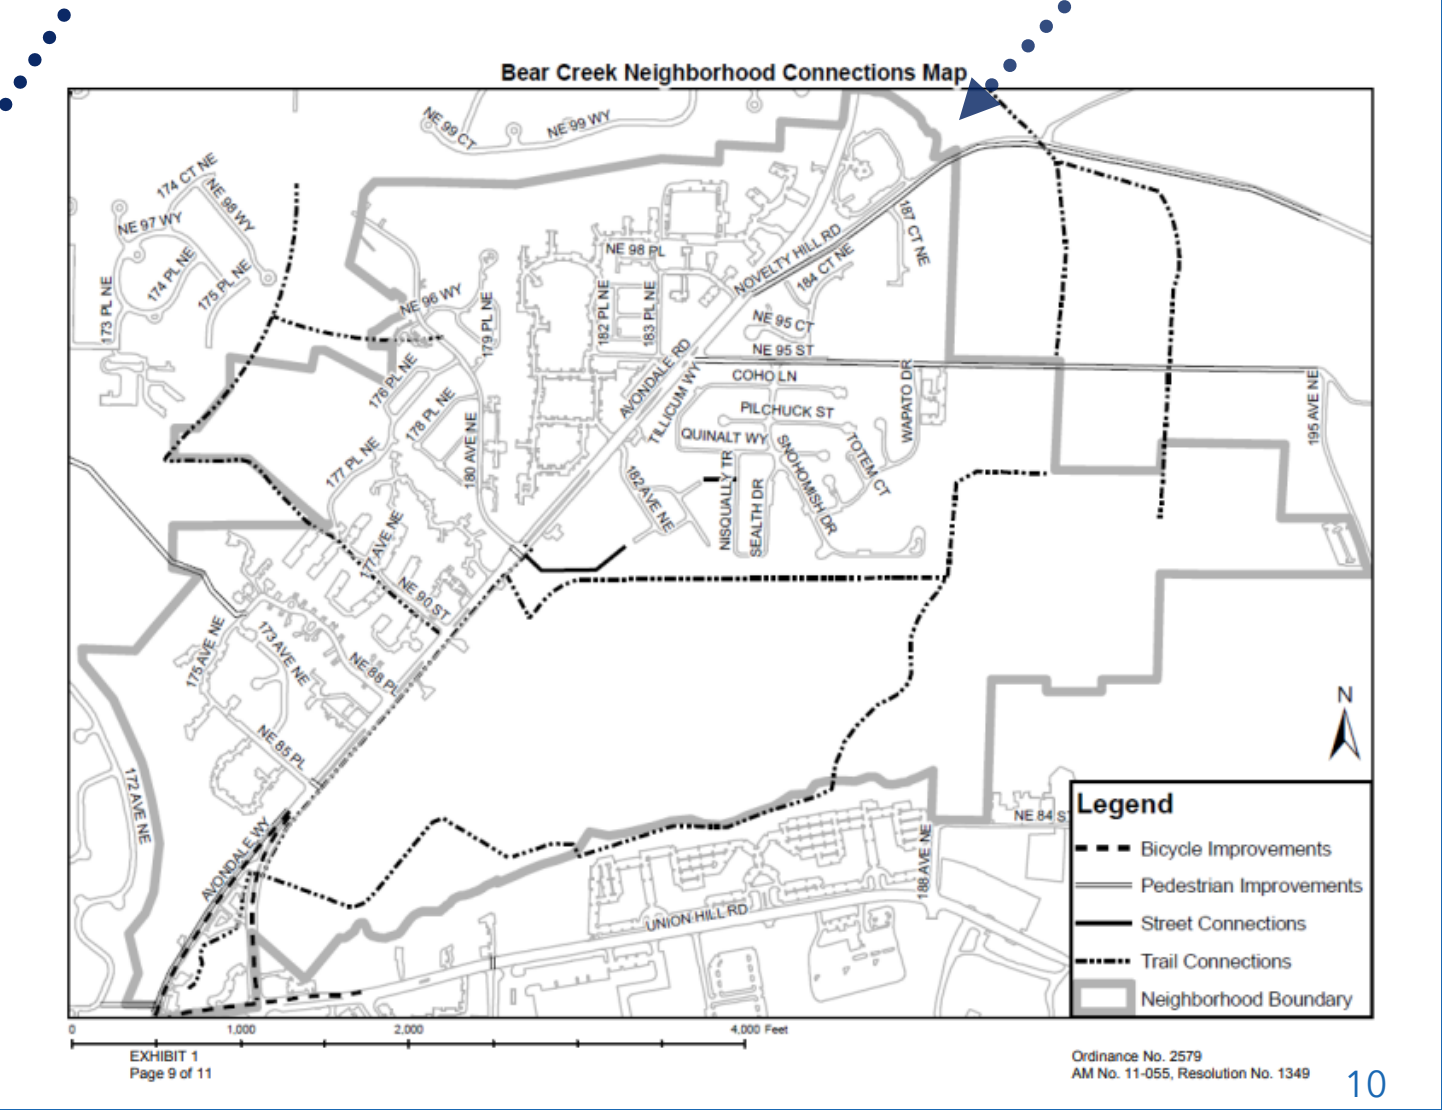 Bear Creek Neighborhood Connections Map
NE 99 CT
NE 99 WY
174 CT NE
NE 98 WY
NE 97 WY
174 PL NE
175 PL NE
173 PL NE
NE 96 WY
179 PL NE
NE 98 PL
182 PL NE
183 PL NE
NOVELTY HILL RD
187 CT NE
184 CT NE
NE 95 CT
NE 95 ST
AVONDALE RD
TILLICUM WY
COHO LN
PILCHUCK ST
QUINALT WY
WAPATO DR
195 AVE NE
176 PL NE
178 PL NE
177 PL NE
180 AVE NE
182 AVE NE
NISQUALLY TR
SEALTH DR
SNOHOMISH DR
TOTEM CT
177 AVE NE
NE 90 ST
175 AVE NE
173 AVE NE
NE 88 PL
NE 85 PL
172 AVE NE
AVONDALE WY
UNION HILL RD
188 AVE NE
NE 84 S
N
Legend
Bicycle Improvements
Pedestrian Improvements
Street Connections
Trail Connections
Neighborhood Boundary
0 1,000 2,000 4,000 Feet
EXHIBIT 1
Page 9 of 11
Ordinance No. 2579
AM No. 11-055, Resolution No. 1349
10